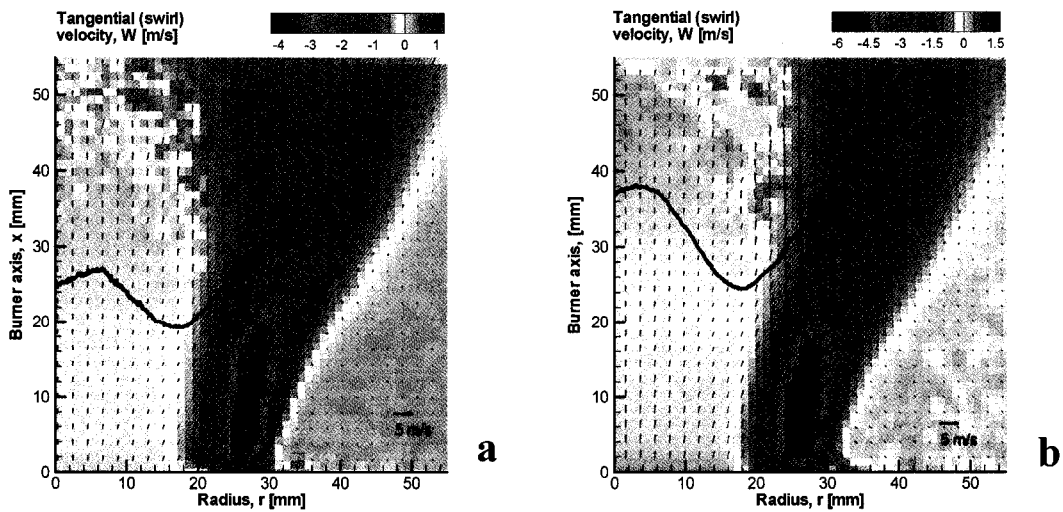 Tangential (swirl)
velocity, W [m/s]
-4 -3 -2 -1 0 1
50
40
30
20
10
0
Burner axis, x [mm]
0 10 20 30 40 50
Radius, r [mm]
5 m/s
a
Tangential (swirl)
velocity, W [m/s]
-6 -4.5 -3 -1.5 0 1.5
50
40
30
20
10
0
Burner axis, x [mm]
0 10 20 30 40 50
Radius, r [mm]
5 m/s
b